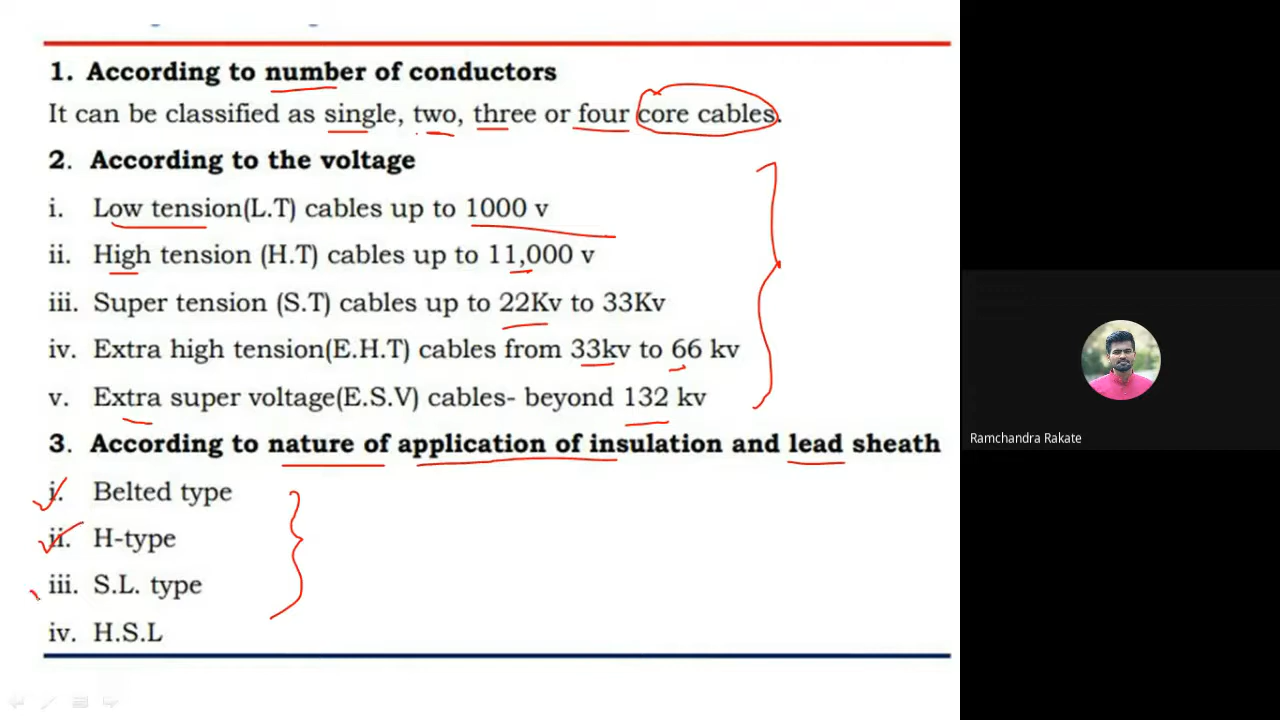 1. According to number of conductors
It can be classified as single, two, three or four core cables.
2. According to the voltage
i. Low tension(L.T) cables up to 1000 v
ii. High tension (H.T) cables up to 11,000 v
iii. Super tension (S.T) cables up to 22Kv to 33Kv
iv. Extra high tension(E.H.T) cables from 33kv to 66 kv
v. Extra super voltage(E.S.V) cables- beyond 132 kv
3. According to nature of application of insulation and lead sheath
i. Belted type
ii. H-type
iii. S.L. type
iv. H.S.L
Ramchandra Rakate